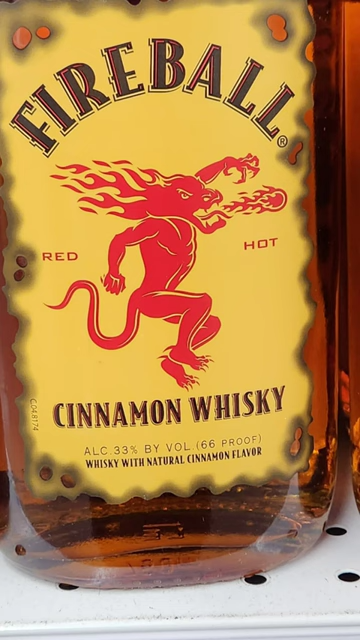 FIREBALL®
RED HOT
CINNAMON WHISKY
ALC.33% BY VOL.(66 PROOF)
WHISKY WITH NATURAL CINNAMON FLAVOR